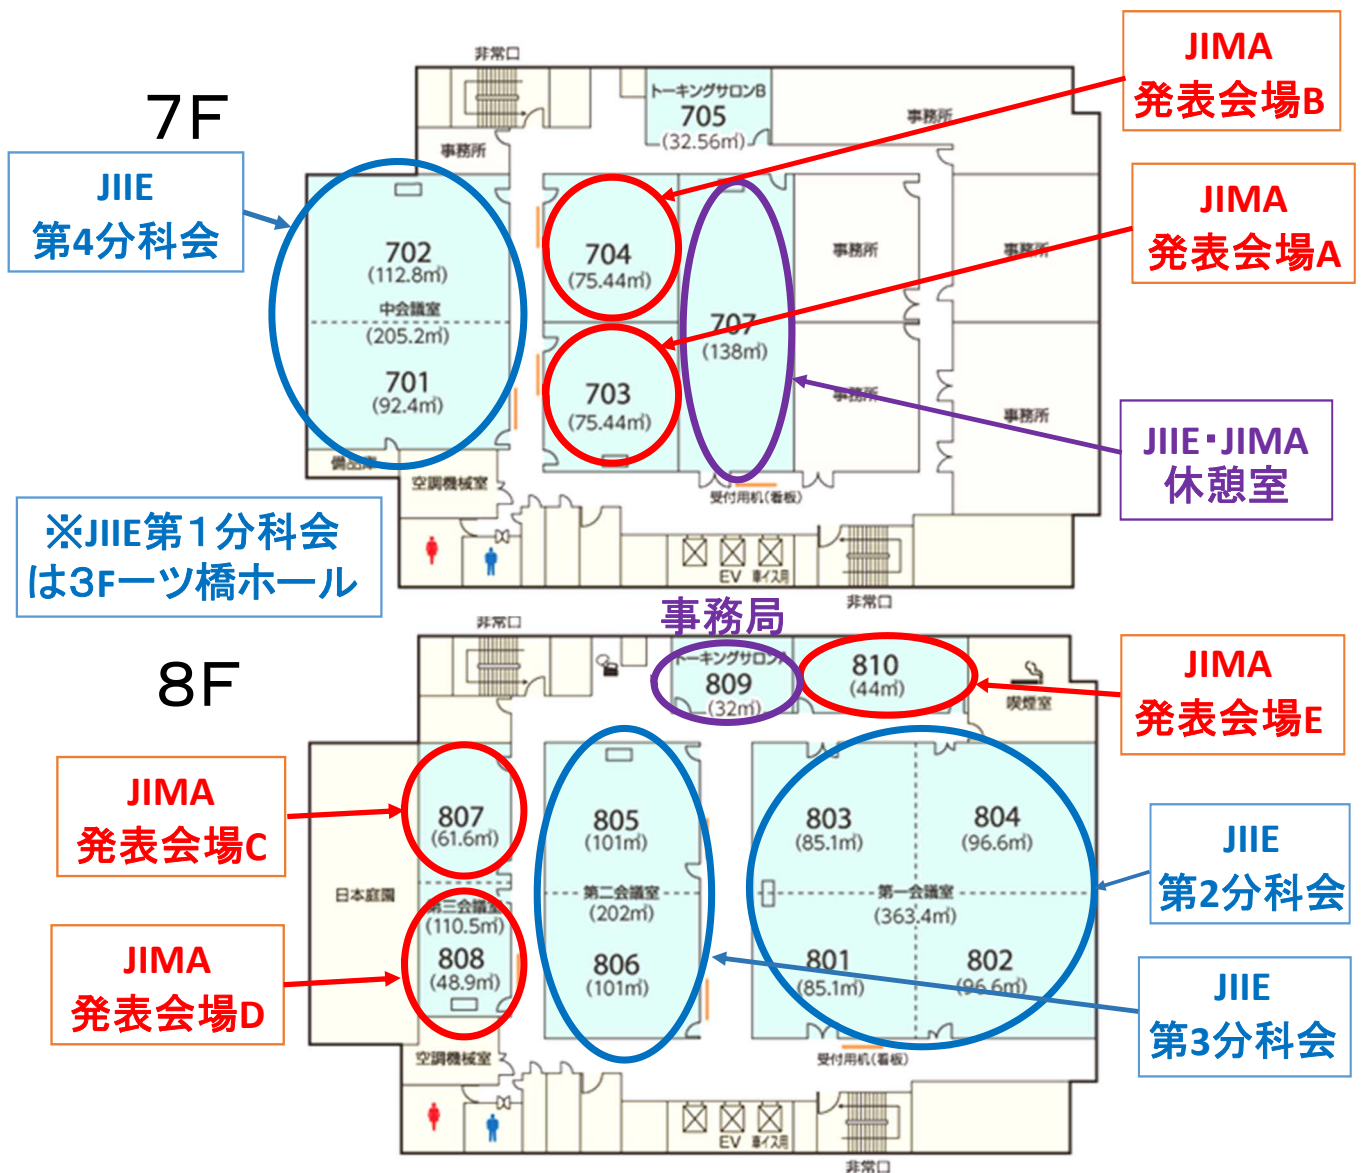 7F
非常口
トーキングサロンB
705
(32.56㎡)
事務所
事務所
JIMA
発表会場B
JIMA
発表会場A
JIIE
第4分科会
702
(112.8㎡)
中会議室
(205.2㎡)
701
(92.4㎡)
704
(75.44㎡)
703
(75.44㎡)
707
(138㎡)
事務所
事務所
事務所
事務所
備品庫
空調機械室
受付用机(看板)
JIIE・JIMA
休憩室
※JIIE第１分科会
は３F一ツ橋ホール
EV
車イス用
非常口
8F
非常口
事務局
トーキングサロンA
809
(32㎡)
810
(44㎡)
喫煙室
JIMA
発表会場E
JIMA
発表会場C
JIMA
発表会場D
日本庭園
807
(61.6㎡)
第三会議室
(110.5㎡)
808
(48.9㎡)
805
(101㎡)
第二会議室
(202㎡)
806
(101㎡)
803
(85.1㎡)
804
(96.6㎡)
第一会議室
(363.4㎡)
801
(85.1㎡)
802
(96.6㎡)
JIIE
第2分科会
JIIE
第3分科会
空調機械室
受付用机(看板)
EV
車イス用
非常口